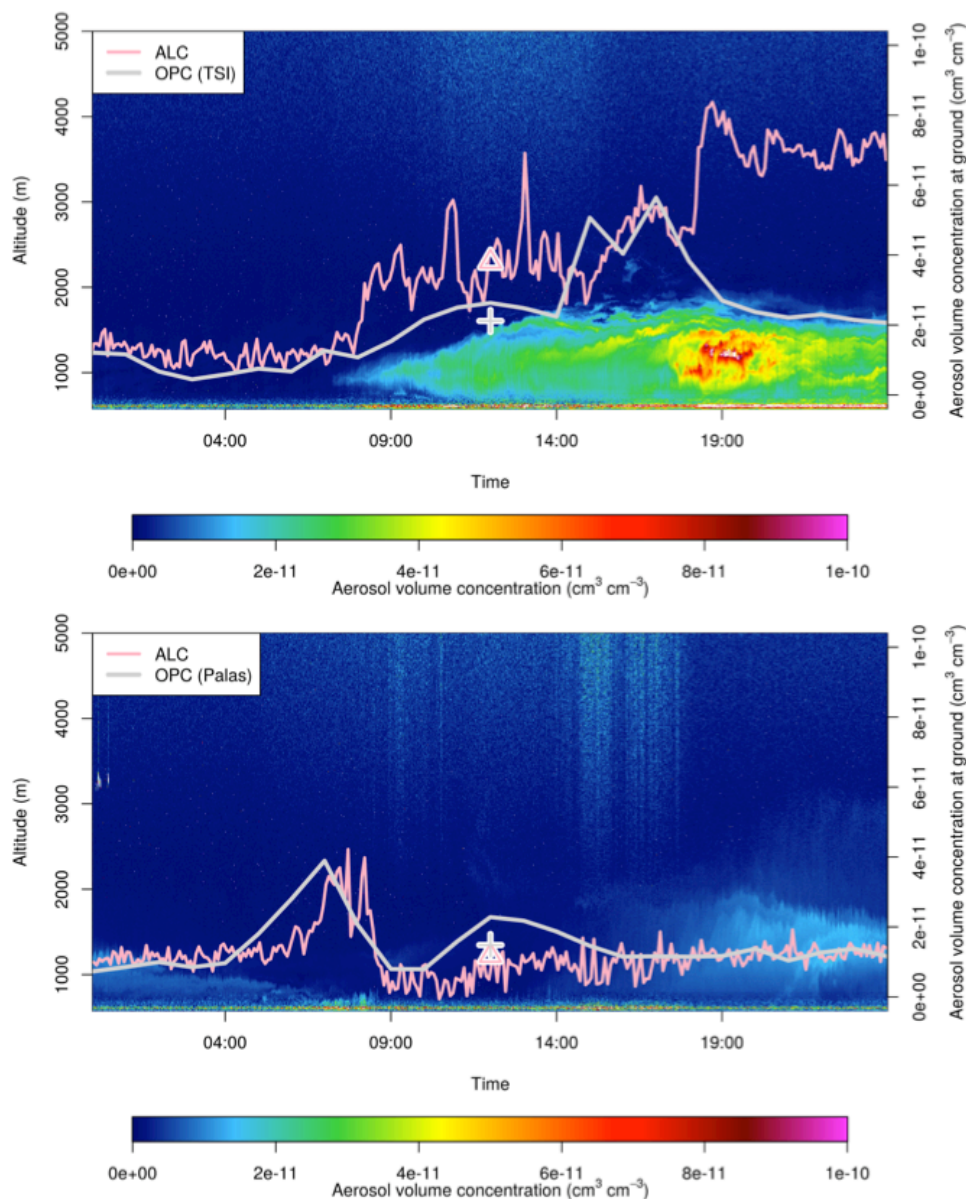 ALC
OPC (TSI)
5000
4000
3000
2000
1000
Altitude (m)
1e-10
8e-11
6e-11
4e-11
2e-11
0e+00
Aerosol volume concentration at ground (cm³ cm⁻³)
04:00 09:00 14:00 19:00
Time
0e+00 2e-11 4e-11 6e-11 8e-11 1e-10
Aerosol volume concentration (cm³ cm⁻³)
ALC
OPC (Palas)
5000
4000
3000
2000
1000
Altitude (m)
1e-10
8e-11
6e-11
4e-11
2e-11
0e+00
Aerosol volume concentration at ground (cm³ cm⁻³)
04:00 09:00 14:00 19:00
Time
0e+00 2e-11 4e-11 6e-11 8e-11 1e-10
Aerosol volume concentration (cm³ cm⁻³)